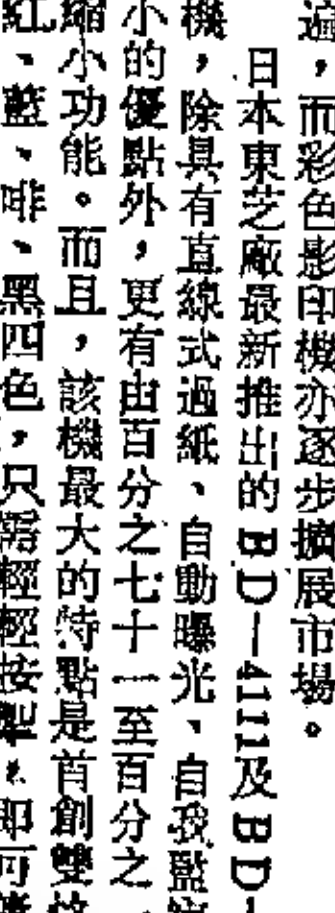 遍，而彩色影印機亦逐步擴展市場。
日本東芝廠最新推出的BD—4111及BD
機，除具有直線式過紙、自動曝光、自我監
小的優點外，更有由百分之七十一至百分之
縮小功能。而且，該機最大的特點是首創雙
紅、藍、啡、黑四色，只需輕輕按掣，即可